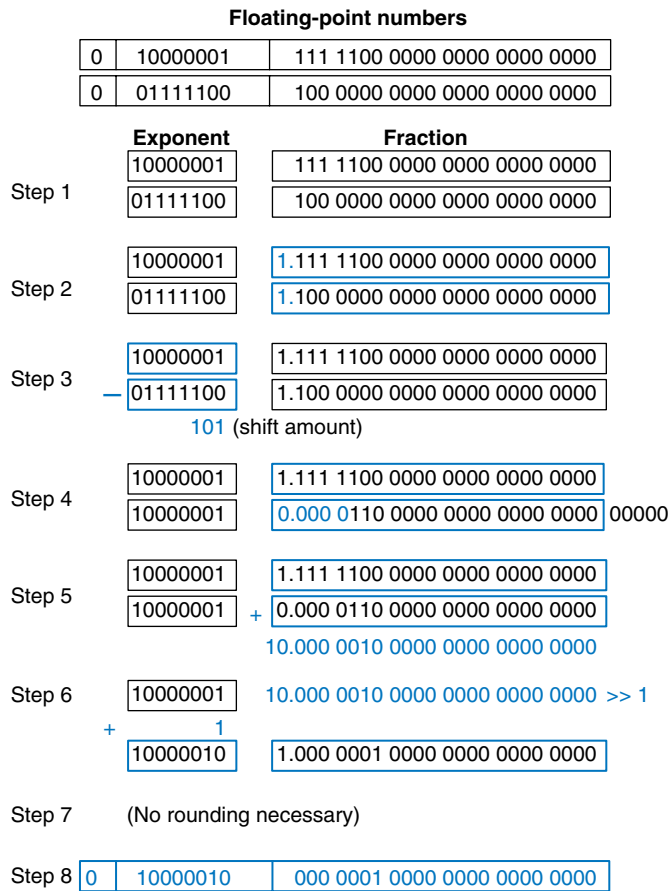 Floating-point numbers
0 10000001 111 1100 0000 0000 0000 0000
0 01111100 100 0000 0000 0000 0000 0000
Exponent Fraction
10000001 111 1100 0000 0000 0000 0000
Step 1
01111100 100 0000 0000 0000 0000 0000
10000001 1.111 1100 0000 0000 0000 0000
Step 2
01111100 1.100 0000 0000 0000 0000 0000
10000001 1.111 1100 0000 0000 0000 0000
Step 3
– 01111100 1.100 0000 0000 0000 0000 0000
101 (shift amount)
10000001 1.111 1100 0000 0000 0000 0000
Step 4
10000001 0.000 0110 0000 0000 0000 0000 00000
10000001 1.111 1100 0000 0000 0000 0000
Step 5
10000001 + 0.000 0110 0000 0000 0000 0000
10.000 0010 0000 0000 0000 0000
Step 6 10000001 10.000 0010 0000 0000 0000 0000 >> 1
+ 1
10000010 1.000 0001 0000 0000 0000 0000
Step 7 (No rounding necessary)
Step 8 0 10000010 000 0001 0000 0000 0000 0000